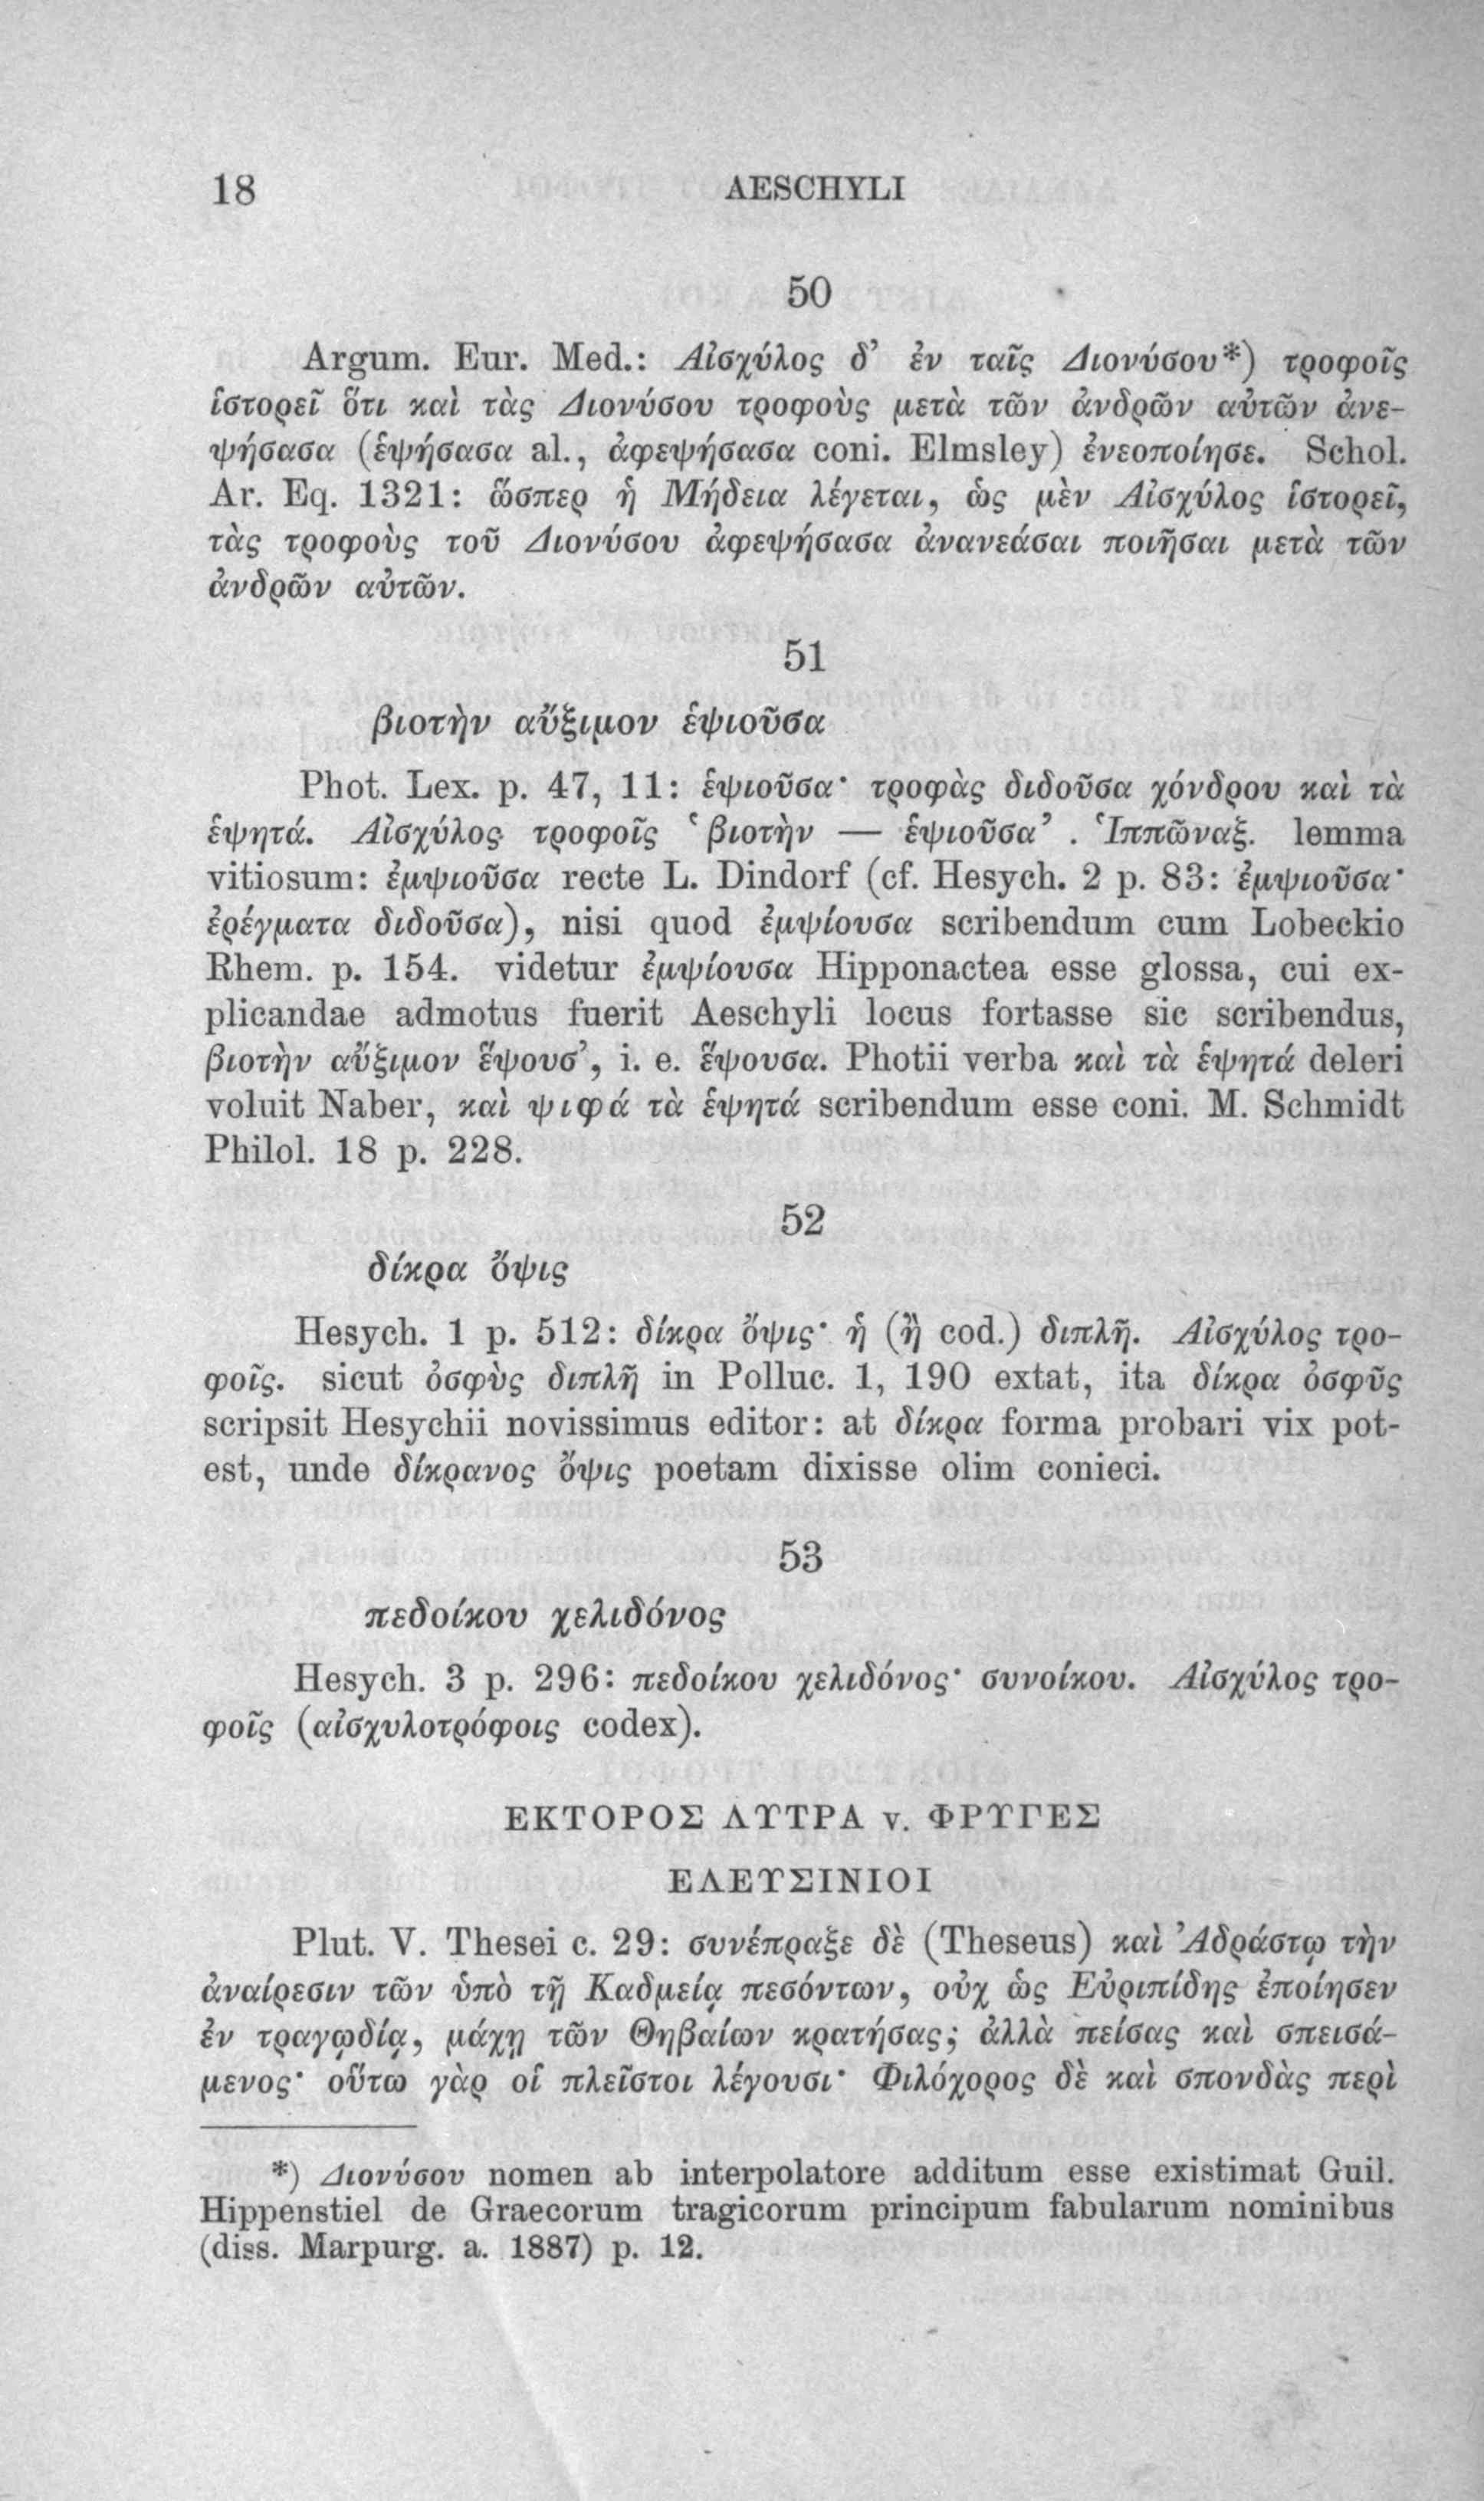 18 AESCHYLI
50
Argum. Eur. Med.: Αἰσχύλος δ’ ἐν ταῖς Διονύσου*) τροφοῖς
ἱστορεῖ ὅτι καὶ τὰς Διονύσου τροφοὺς μετὰ τῶν ἀνδρῶν αὐτῶν ἀνε-
ψήσασα (ἑψήσασα al., ἀφεψήσασα coni. Elmsley) ἐνεοποίησε. Schol.
Ar. Eq. 1321: ὥσπερ ἡ Μήδεια λέγεται, ὡς μὲν Αἰσχύλος ἱστορεῖ,
τὰς τροφοὺς τοῦ Διονύσου ἀφεψήσασα ἀνανεάσαι ποιῆσαι μετὰ τῶν
ἀνδρῶν αὐτῶν.
51
βιοτὴν αὔξιμον ἑψιοῦσα
Phot. Lex. p. 47, 11: ἑψιοῦσα· τροφὰς διδοῦσα χόνδρου καὶ τὰ
ἑψητά. Αἰσχύλος τροφοῖς ‘βιοτὴν — ἑψιοῦσα’ . Ἱππῶναξ. lemma
vitiosum: ἐμψιοῦσα recte L. Dindorf (cf. Hesych. 2 p. 83: ἐμψιοῦσα·
ἐρέγματα διδοῦσα), nisi quod ἐμψίουσα scribendum cum Lobeckio
Rhem. p. 154. videtur ἐμψίουσα Hipponactea esse glossa, cui ex-
plicandae admotus fuerit Aeschyli locus fortasse sic scribendus,
βιοτὴν αὔξιμον ἕψουσ’, i. e. ἕψουσα. Photii verba καὶ τὰ ἑψητά deleri
voluit Naber, καὶ ψιφά τὰ ἑψητά scribendum esse coni. M. Schmidt
Philol. 18 p. 228.
52
δίκρα ὄψις
Hesych. 1 p. 512: δίκρα ὄψις· ἡ (ἢ cod.) διπλῆ. Αἰσχύλος τρο-
φοῖς. sicut ὀσφὺς διπλῆ in Polluc. 1, 190 extat, ita δίκρα ὀσφῦς
scripsit Hesychii novissimus editor: at δίκρα forma probari vix pot-
est, unde δίκρανος ὄψις poetam dixisse olim conieci.
53
πεδοίκου χελιδόνος
Hesych. 3 p. 296: πεδοίκου χελιδόνος· συνοίκου. Αἰσχύλος τρο-
φοῖς (αἰσχυλοτρόφοις codex).
ΕΚΤΟΡΟΣ ΛΥΤΡΑ v. ΦΡΥΓΕΣ
ΕΛΕΥΣΙΝΙΟΙ
Plut. V. Thesei c. 29: συνέπραξε δὲ (Theseus) καὶ Ἀδράστῳ τὴν
ἀναίρεσιν τῶν ὑπὸ τῇ Καδμείᾳ πεσόντων, οὐχ ὡς Εὐριπίδης ἐποίησεν
ἐν τραγῳδίᾳ, μάχῃ τῶν Θηβαίων κρατήσας, ἀλλὰ πείσας καὶ σπεισά-
μενος· οὕτω γὰρ οἱ πλεῖστοι λέγουσι· Φιλόχορος δὲ καὶ σπονδὰς περὶ
*) Διονύσου nomen ab interpolatore additum esse existimat Guil.
Hippenstiel de Graecorum tragicorum principum fabularum nominibus
(diss. Marpurg. a. 1887) p. 12.